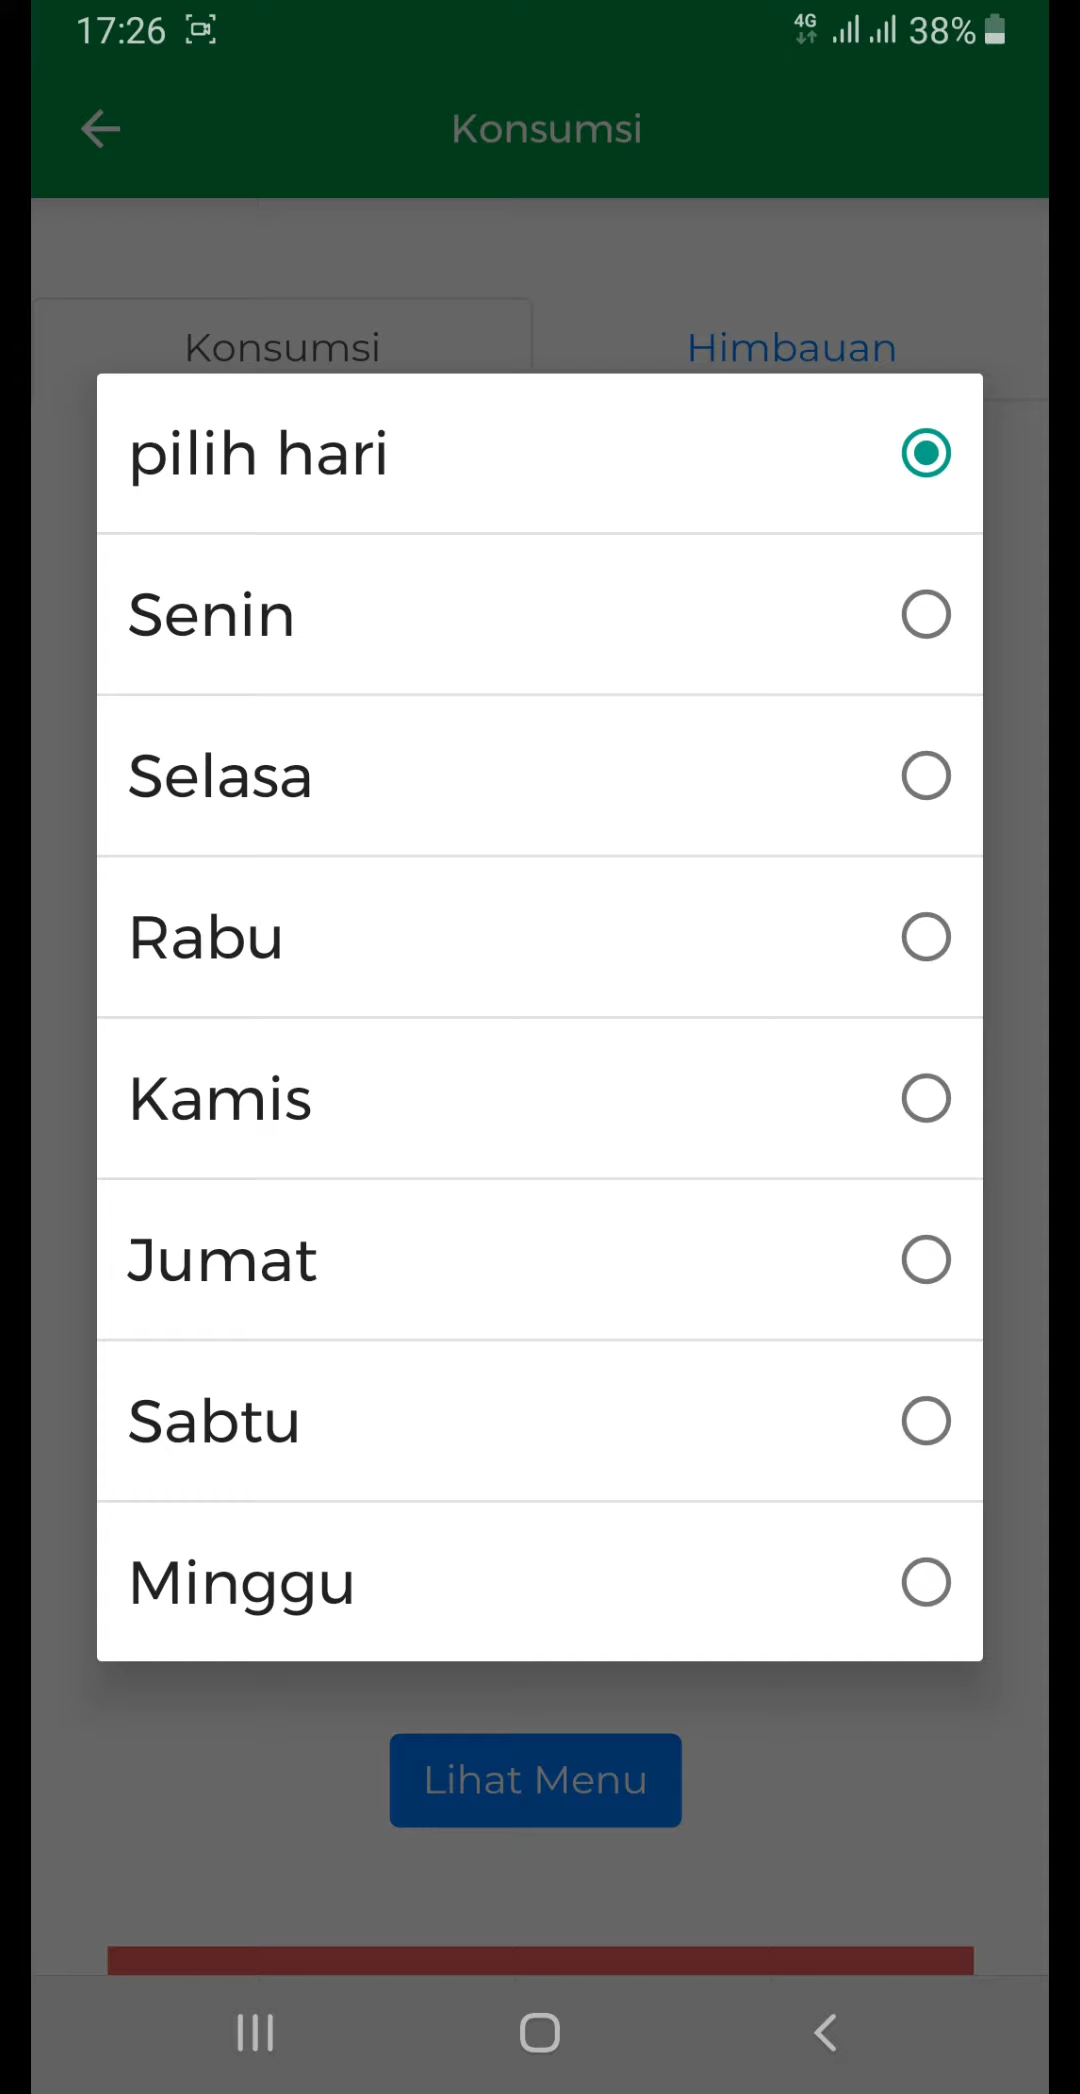 17:26
4G 38%
Konsumsi
Konsumsi
Himbauan
pilih hari
Senin
Selasa
Rabu
Kamis
Jumat
Sabtu
Minggu
Lihat Menu